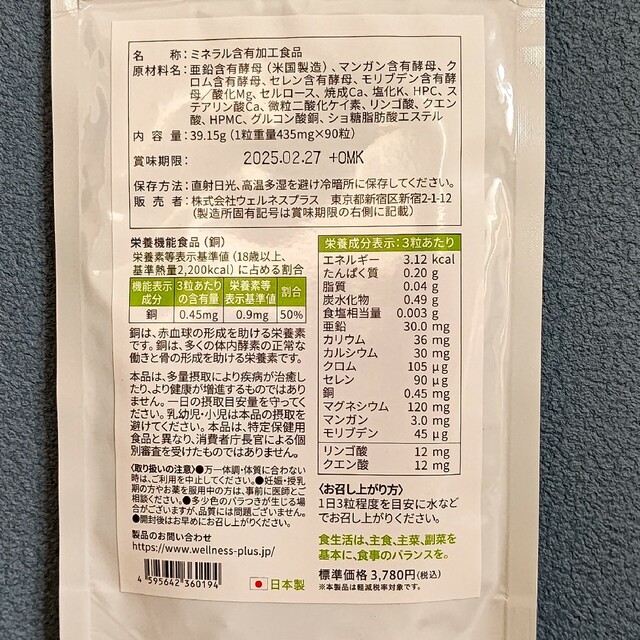 名　　称：ミネラル含有加工食品
原材料名：亜鉛含有酵母（米国製造）、マンガン含有酵母、ク
ロム含有酵母、セレン含有酵母、モリブデン含有酵
母／酸化Mg、セルロース、焼成Ca、塩化K、HPC、ス
テアリン酸Ca、微粒二酸化ケイ素、リンゴ酸、クエン
酸、HPMC、グルコン酸銅、ショ糖脂肪酸エステル
内 容 量：39.15g（1粒重量435mg×90粒）
賞味期限： 2025.02.27 +OMK
保存方法：直射日光、高温多湿を避け冷暗所に保存してください。
販 売 者：株式会社ウェルネスプラス　東京都新宿区新宿2-1-12
（製造所固有記号は賞味期限の右側に記載）
栄養機能食品（銅）
栄養素等表示基準値（18歳以上、
基準熱量2,200kcal）に占める割合
機能表示成分 3粒あたりの含有量 栄養素等表示基準値 割合
銅 0.45mg 0.9mg 50%
銅は、赤血球の形成を助ける栄養素
です。銅は、多くの体内酵素の正常な
働きと骨の形成を助ける栄養素です。
本品は、多量摂取により疾病が治癒し
たり、より健康が増進するものではあり
ません。一日の摂取目安量を守ってく
ださい。乳幼児・小児は本品の摂取を
避けてください。本品は、特定保健用
食品と異なり、消費者庁長官による個
別審査を受けたものではありません。
〈取り扱いの注意〉●万一体調・体質に合わない
時は、ご利用を中止してください。●妊娠・授乳
期の方やお薬を服用中の方は、事前に医師とご
相談ください。●多少色のバラつきが生じる場
合がございますが、品質には問題ございません。
●開封後はお早めにお召し上がりください。
製品のお問い合わせ
https://www.wellness-plus.jp/
4 595642 360194
日本製
栄養成分表示：3粒あたり
エネルギー 3.12 kcal
たんぱく質 0.20 g
脂質 0.04 g
炭水化物 0.49 g
食塩相当量 0.003 g
亜鉛 30.0 mg
カリウム 36 mg
カルシウム 30 mg
クロム 105 μg
セレン 90 μg
銅 0.45 mg
マグネシウム 120 mg
マンガン 3.0 mg
モリブデン 45 μg
リンゴ酸 12 mg
クエン酸 12 mg
〈お召し上がり方〉
1日3粒程度を目安に水など
でお召し上がりください。
食生活は、主食、主菜、副菜を
基本に、食事のバランスを。
標準価格 3,780円（税込）
※本製品は軽減税率対象です。